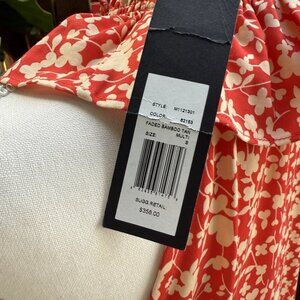 STYLE: M1121301
COLOR: 82153
FADED BAMBOO TAN
MULTI
SIZE: S
SUGG.RETAIL
$358.00